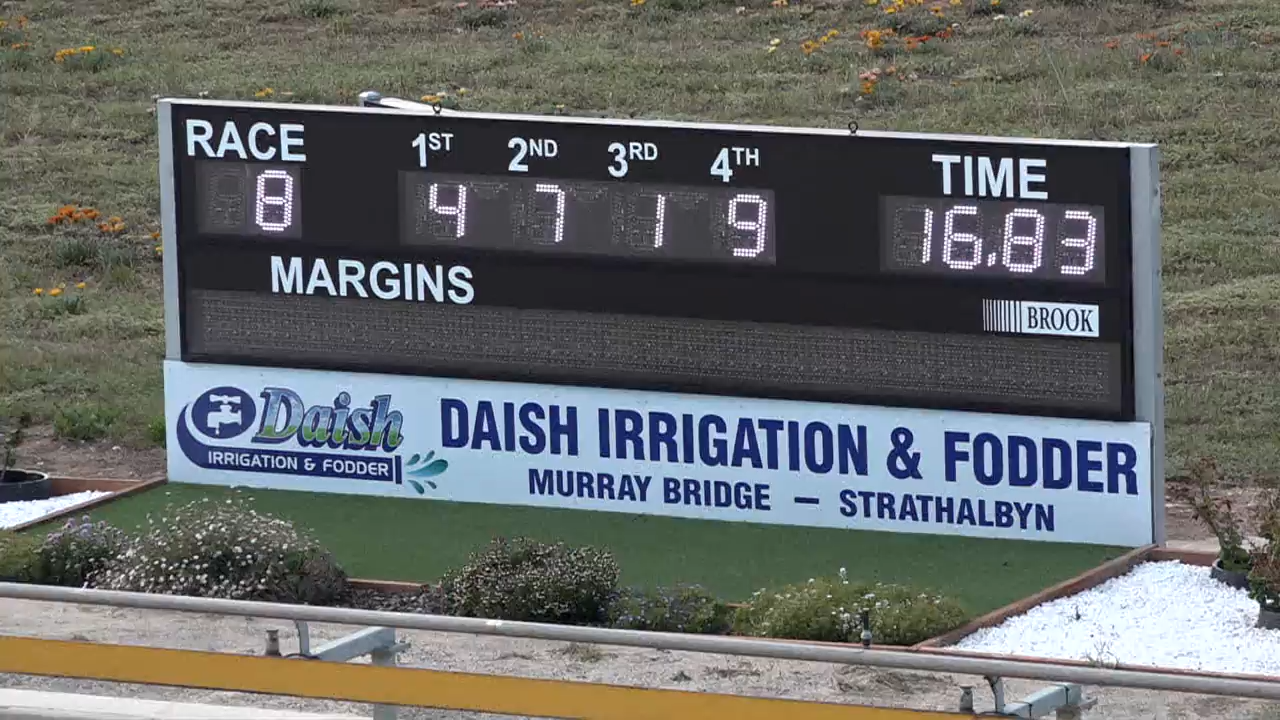 RACE 1ST 2ND 3RD 4TH TIME
8 4 7 1 9 16.83
MARGINS
BROOK
Daish
IRRIGATION & FODDER
DAISH IRRIGATION & FODDER
MURRAY BRIDGE – STRATHALBYN